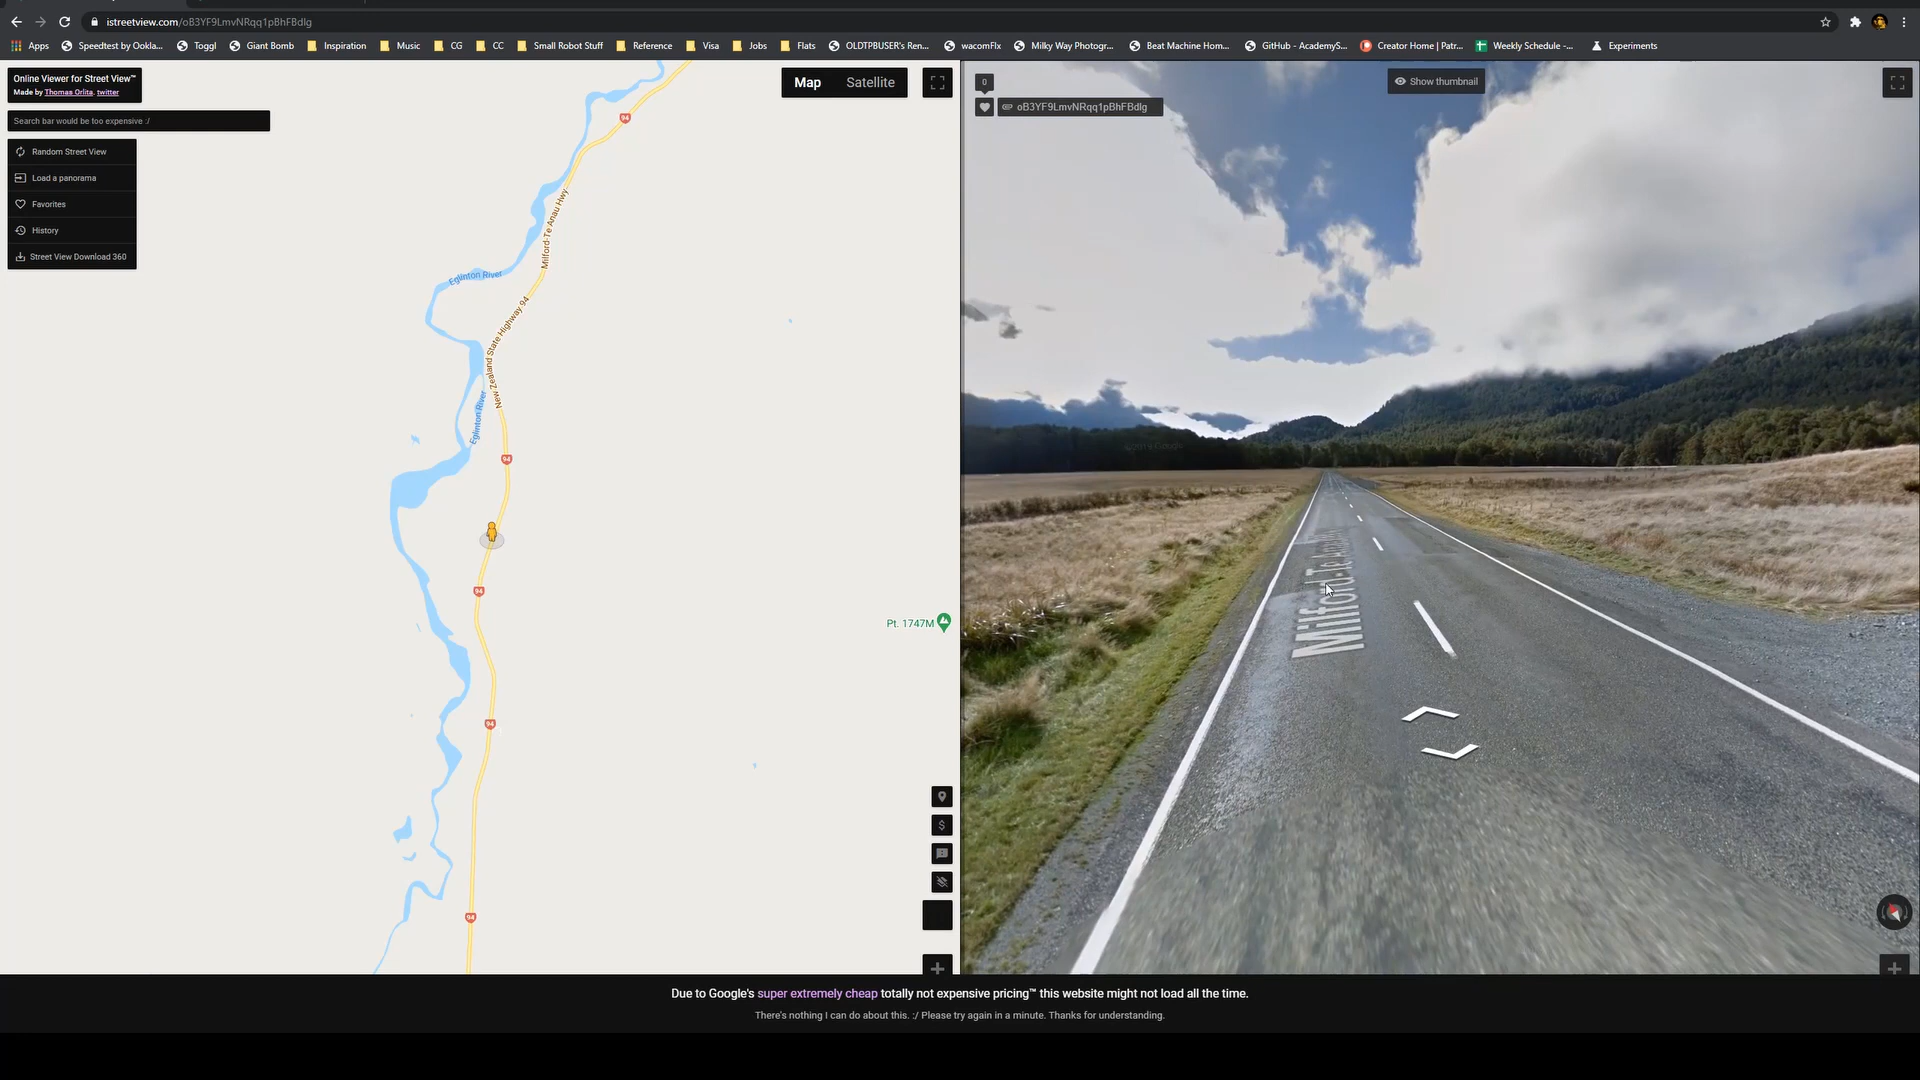 istreetview.com/oB3YF9LmvNRqq1pBhFBdlg
Apps
Speedtest by Ookla...
Toggl
Giant Bomb
Inspiration
Music
CG
CC
Small Robot Stuff
Reference
Visa
Jobs
Flats
OLDTPBUSER's Ren...
wacomFlx
Milky Way Photogr...
Beat Machine Hom...
GitHub - AcademyS...
Creator Home | Patr...
Weekly Schedule -...
Experiments
Online Viewer for Street View™
Made by Thomas Orlita. twitter
Search bar would be too expensive :/
Random Street View
Load a panorama
Favorites
History
Street View Download 360
Map
Satellite
94
Milford-Te Anau Hwy
Eglinton River
New Zealand State Highway 94
Eglinton River
94
94
Pt. 1747M
94
94
$
0
oB3YF9LmvNRqq1pBhFBdlg
Show thumbnail
Milford-Te Anau
Due to Google's super extremely cheap totally not expensive pricing™ this website might not load all the time.
There's nothing I can do about this. :/ Please try again in a minute. Thanks for understanding.